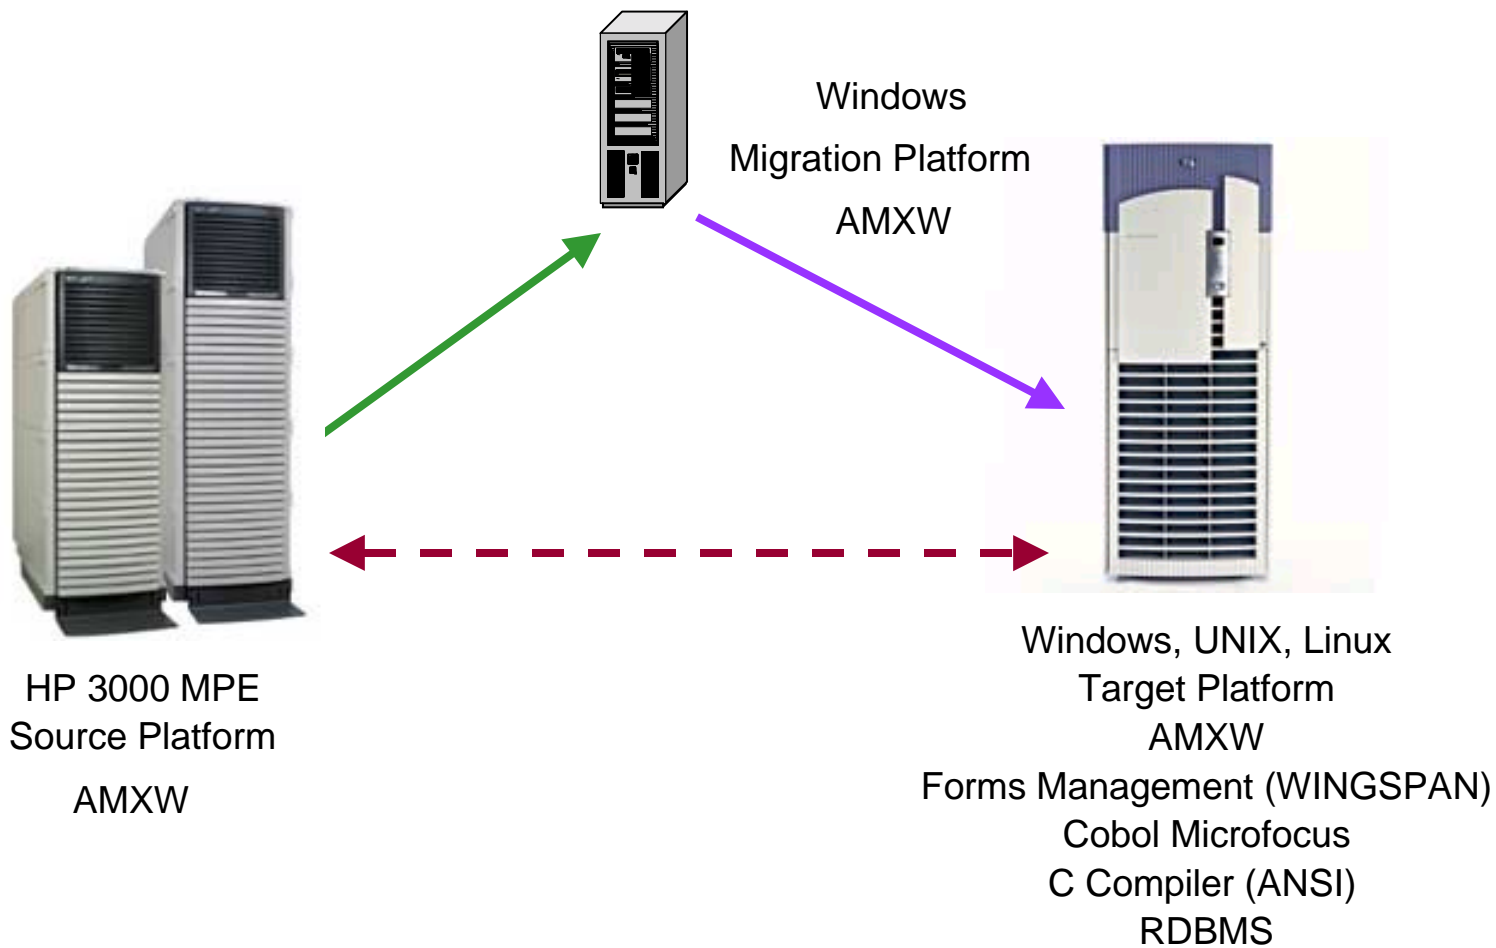 Windows
Migration Platform
AMXW
HP 3000 MPE
Source Platform
AMXW
Windows, UNIX, Linux
Target Platform
AMXW
Forms Management (WINGSPAN)
Cobol Microfocus
C Compiler (ANSI)
RDBMS